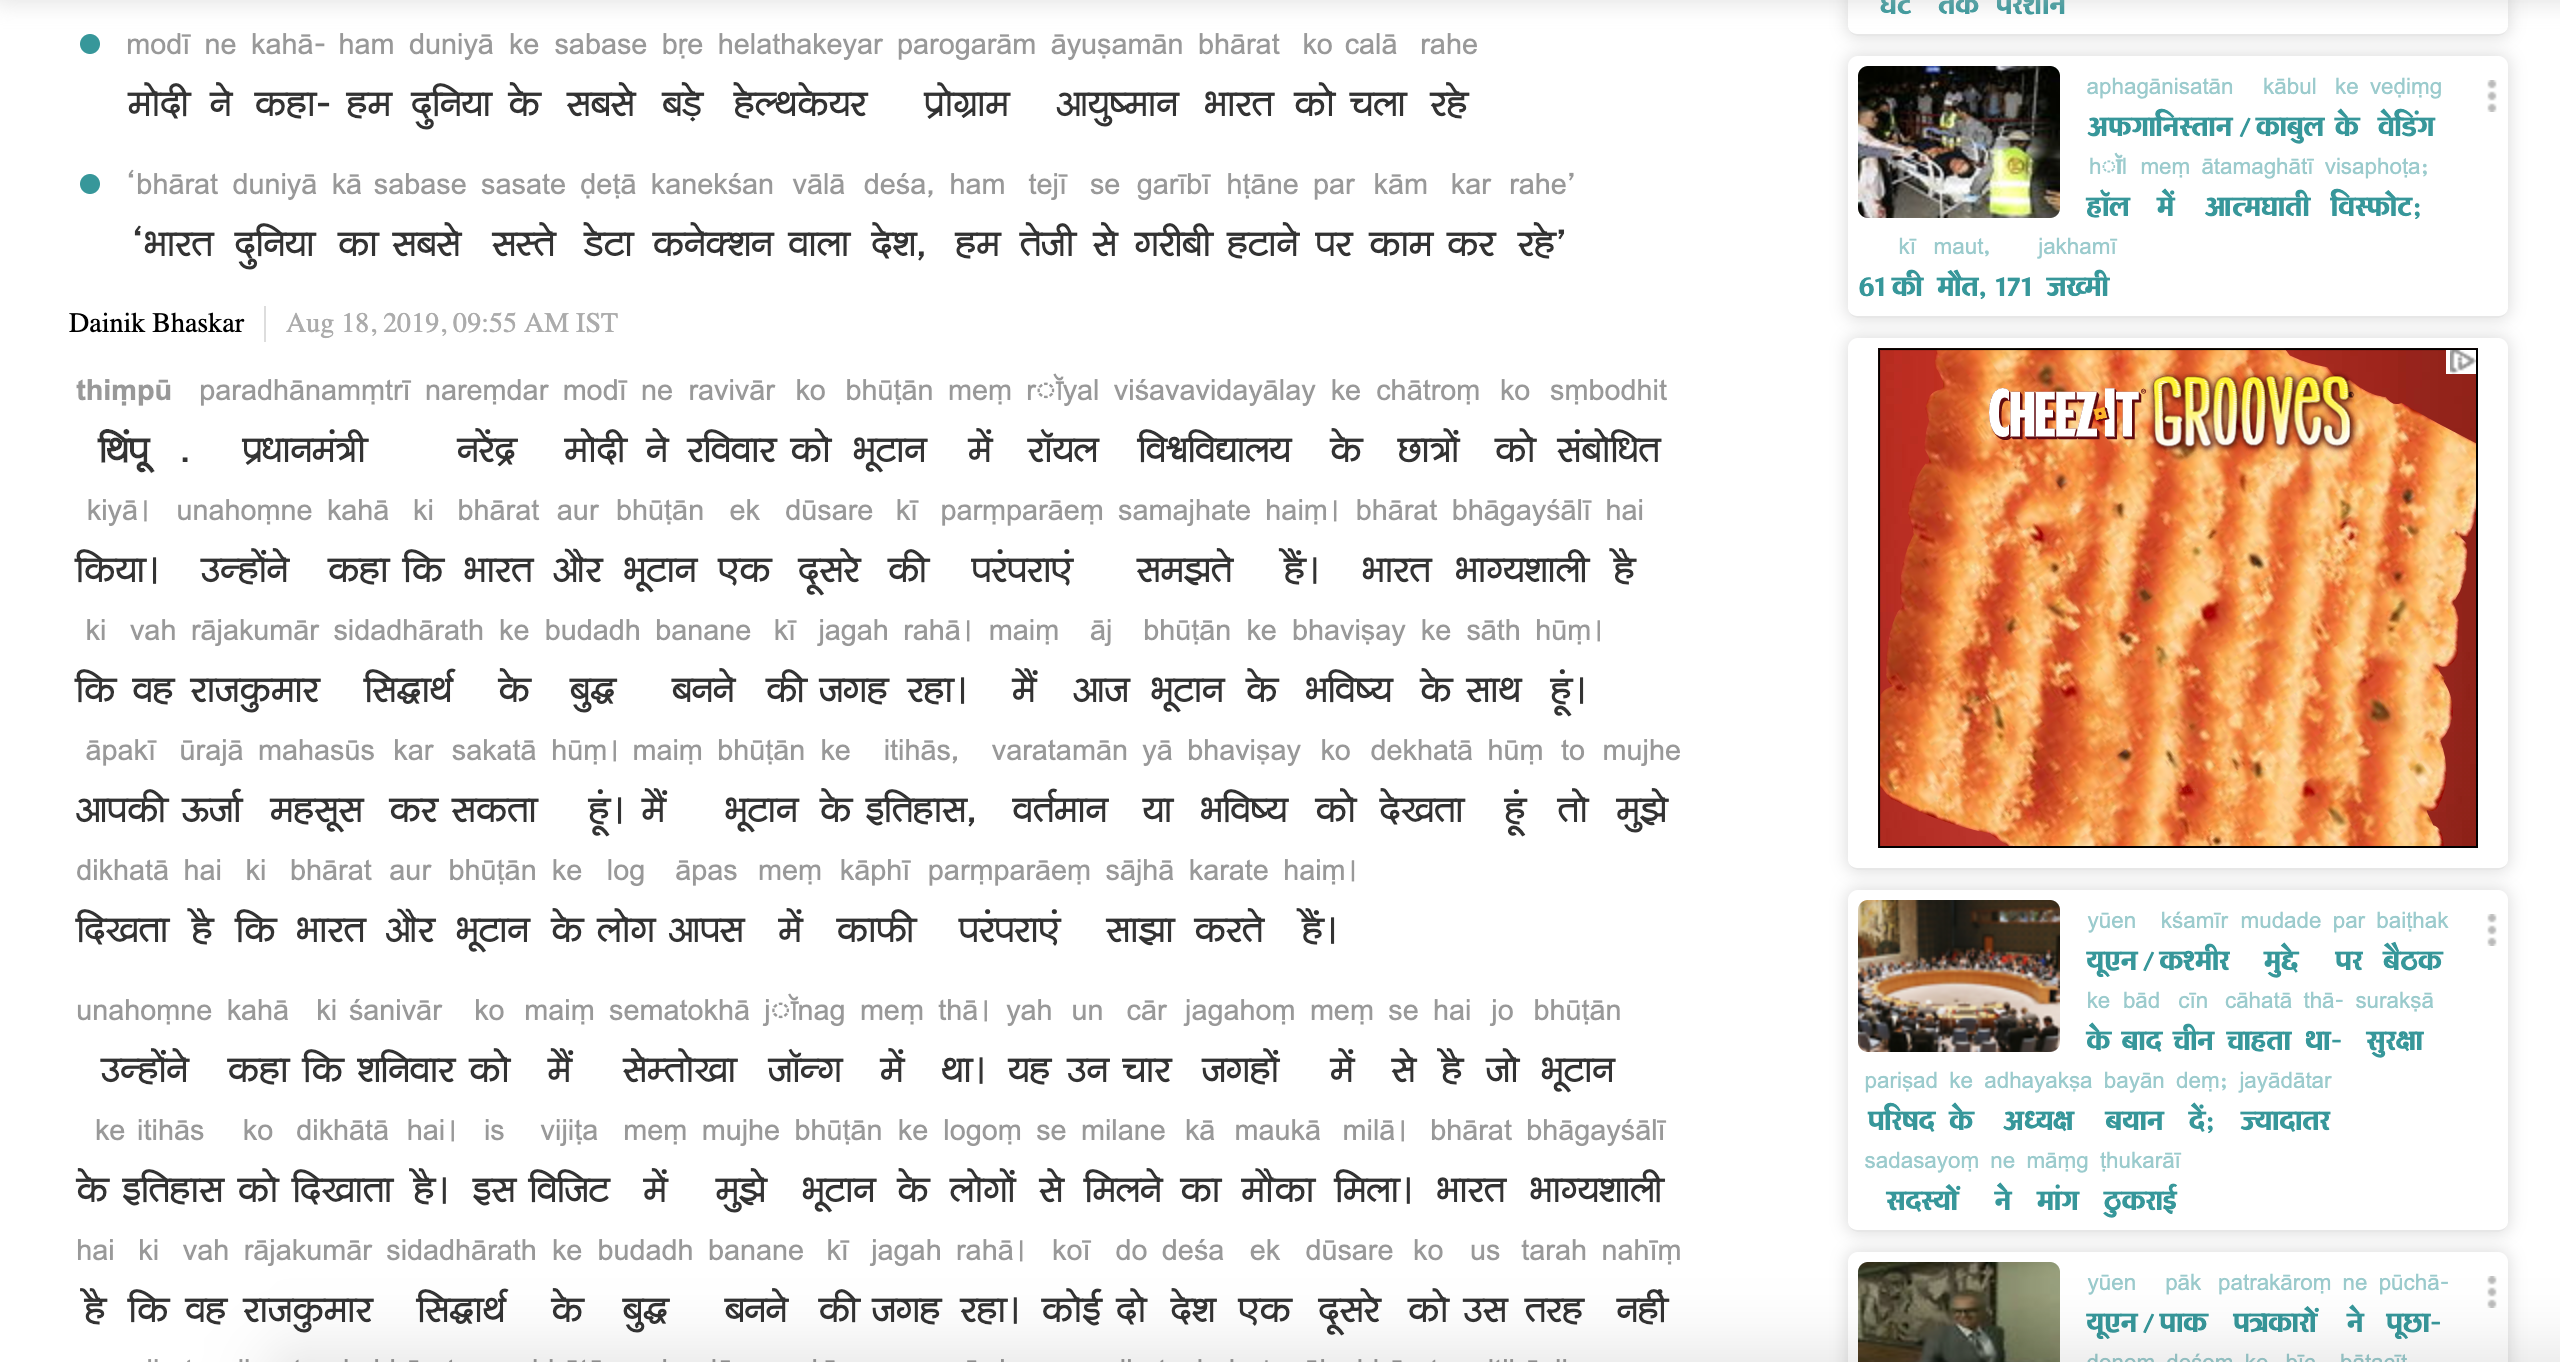 modī ne kahā- ham duniyā ke sabase bṛe helathakeyar parogarām āyuṣamān bhārat ko calā rahe
मोदी ने कहा- हम दुनिया के सबसे बड़े हेल्थकेयर प्रोग्राम आयुष्मान भारत को चला रहे
‘bhārat duniyā kā sabase sasate ḍeṭā kanekśan vālā deśa, ham tejī se garībī hṭāne par kām kar rahe’
‘भारत दुनिया का सबसे सस्ते डेटा कनेक्शन वाला देश, हम तेजी से गरीबी हटाने पर काम कर रहे’
Dainik Bhaskar | Aug 18, 2019, 09:55 AM IST
thiṃpū paradhānamṃtrī nareṃdar modī ne ravivār ko bhūṭān meṃ rॉyal viśavavidayālay ke chātroṃ ko sṃbodhit
थिंपू . प्रधानमंत्री नरेंद्र मोदी ने रविवार को भूटान में रॉयल विश्वविद्यालय के छात्रों को संबोधित
kiyā। unahoṃne kahā ki bhārat aur bhūṭān ek dūsare kī parṃparāeṃ samajhate haiṃ। bhārat bhāgayśālī hai
किया। उन्होंने कहा कि भारत और भूटान एक दूसरे की परंपराएं समझते हैं। भारत भाग्यशाली है
ki vah rājakumār sidadhārath ke budadh banane kī jagah rahā। maiṃ āj bhūṭān ke bhaviṣay ke sāth hūṃ।
कि वह राजकुमार सिद्धार्थ के बुद्ध बनने की जगह रहा। मैं आज भूटान के भविष्य के साथ हूं।
āpakī ūrajā mahasūs kar sakatā hūṃ। maiṃ bhūṭān ke itihās, varatamān yā bhaviṣay ko dekhatā hūṃ to mujhe
आपकी ऊर्जा महसूस कर सकता हूं। मैं भूटान के इतिहास, वर्तमान या भविष्य को देखता हूं तो मुझे
dikhatā hai ki bhārat aur bhūṭān ke log āpas meṃ kāphī parṃparāeṃ sājhā karate haiṃ।
दिखता है कि भारत और भूटान के लोग आपस में काफी परंपराएं साझा करते हैं।
unahoṃne kahā ki śanivār ko maiṃ sematokhā jॉnag meṃ thā। yah un cār jagahoṃ meṃ se hai jo bhūṭān
उन्होंने कहा कि शनिवार को मैं सेम्तोखा जॉन्ग में था। यह उन चार जगहों में से है जो भूटान
ke itihās ko dikhātā hai। is vijiṭa meṃ mujhe bhūṭān ke logoṃ se milane kā maukā milā। bhārat bhāgayśālī
के इतिहास को दिखाता है। इस विजिट में मुझे भूटान के लोगों से मिलने का मौका मिला। भारत भाग्यशाली
hai ki vah rājakumār sidadhārath ke budadh banane kī jagah rahā। koī do deśa ek dūsare ko us tarah nahīṃ
है कि वह राजकुमार सिद्धार्थ के बुद्ध बनने की जगह रहा। कोई दो देश एक दूसरे को उस तरह नहीं
aphagānisatān kābul ke veḍiṃg
अफगानिस्तान / काबुल के वेडिंग
hॉl meṃ ātamaghātī visaphoṭa;
हॉल में आत्मघाती विस्फोट;
kī maut, jakhamī
61 की मौत, 171 जख्मी
CHEEZ-IT GROOVES
yūen kśamīr mudade par baiṭhak
यूएन / कश्मीर मुद्दे पर बैठक
ke bād cīn cāhatā thā- surakṣā
के बाद चीन चाहता था- सुरक्षा
pariṣad ke adhayakṣa bayān deṃ; jayādātar
परिषद के अध्यक्ष बयान दें; ज्यादातर
sadasayoṃ ne māṃg ṭhukarāī
सदस्यों ने मांग ठुकराई
yūen pāk patrakāroṃ ne pūchā-
यूएन / पाक पत्रकारों ने पूछा-